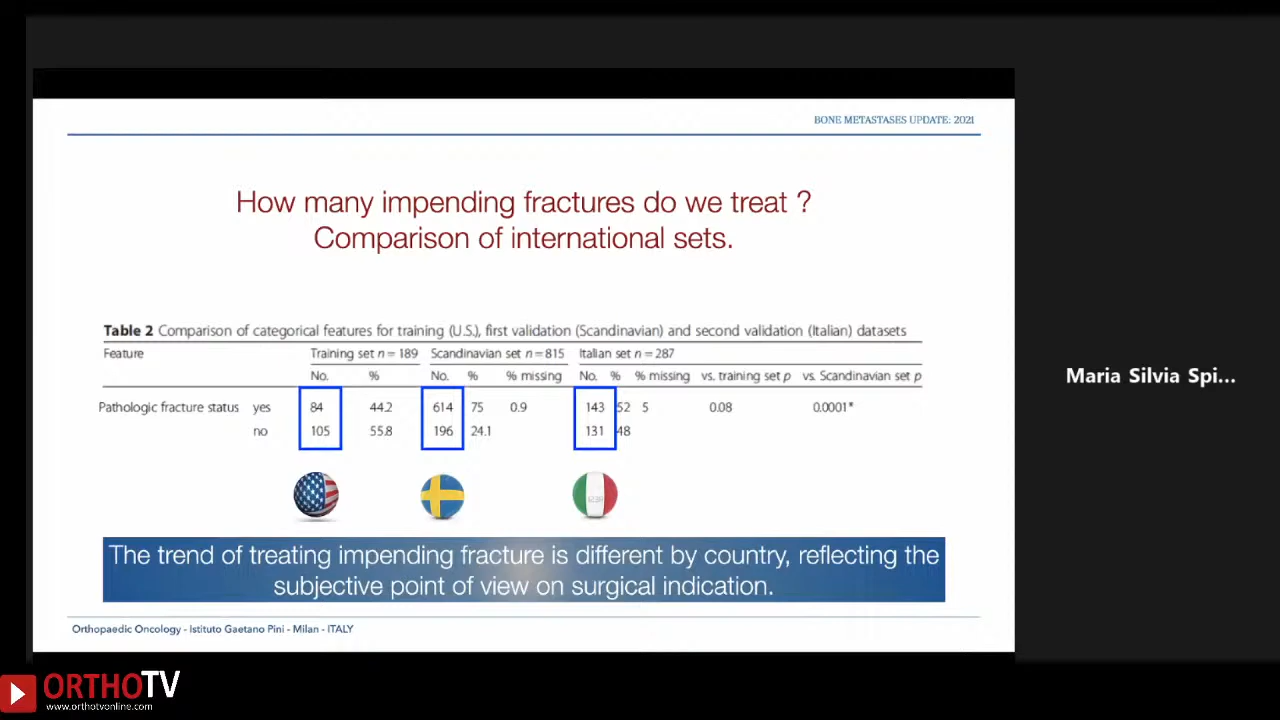 BONE METASTASES UPDATE: 2021
How many impending fractures do we treat ?
Comparison of international sets.
Table 2 Comparison of categorical features for training (U.S.), first validation (Scandinavian) and second validation (Italian) datasets
Feature Training set n = 189 Scandinavian set n = 815 Italian set n = 287
No. % No. % % missing No. % % missing vs. training set p vs. Scandinavian set p
Pathologic fracture status yes 84 44.2 614 75 0.9 143 52 5 0.08 0.0001*
no 105 55.8 196 24.1 131 48
Maria Silvia Spi...
The trend of treating impending fracture is different by country, reflecting the
subjective point of view on surgical indication.
Orthopaedic Oncology - Istituto Gaetano Pini - Milan - ITALY
ORTHOTV
www.orthotvonline.com